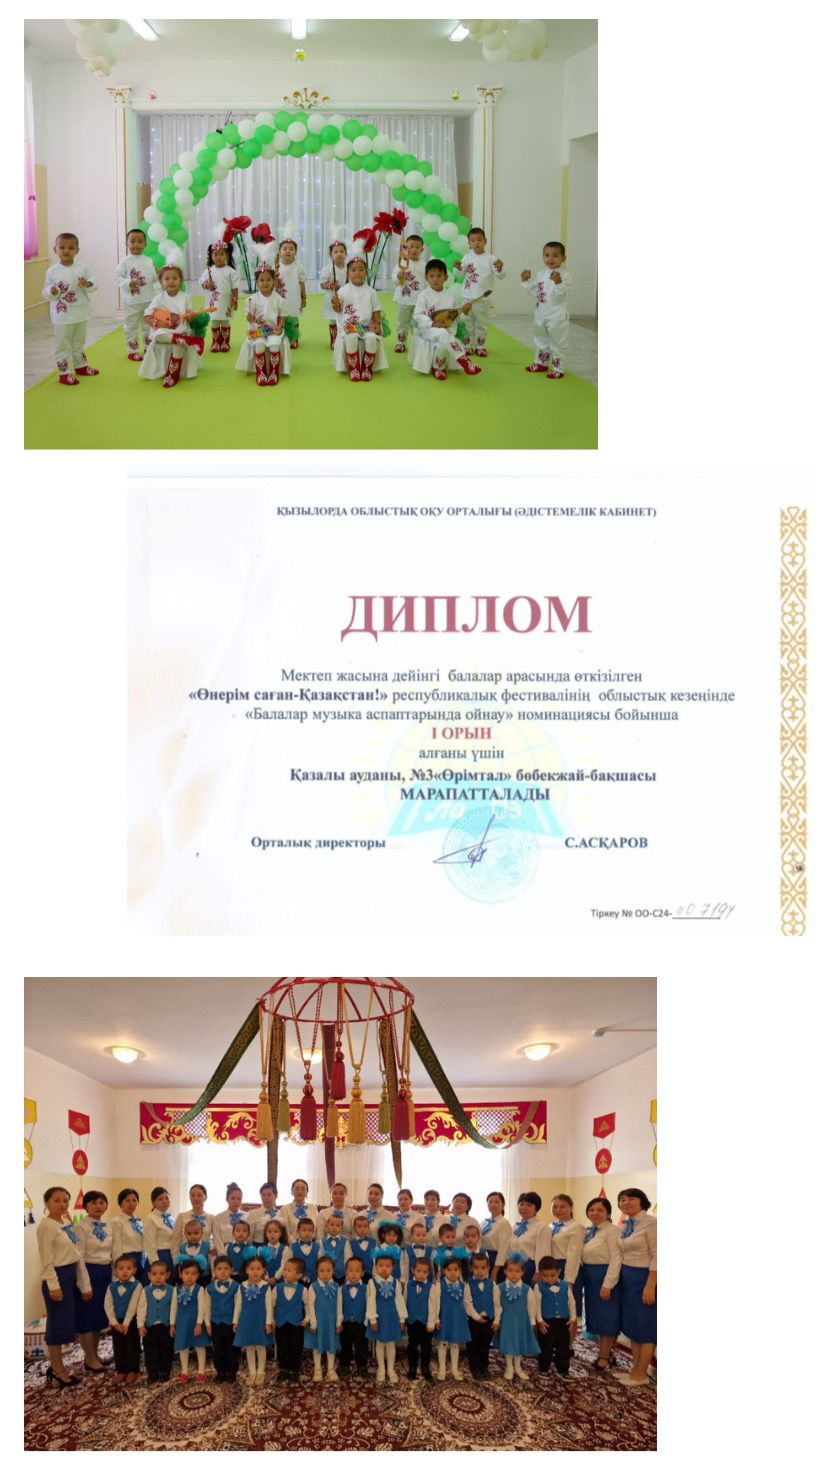 ҚЫЗЫЛОРДА ОБЛЫСТЫҚ ОҚУ ОРТАЛЫҒЫ (ӘДІСТЕМЕЛІК КАБИНЕТ)
ДИПЛОМ
Мектеп жасына дейінгі балалар арасында өткізілген
«Өнерім саған-Қазақстан!» республикалық фестивалінің облыстық кезеңінде
«Балалар музыка аспаптарында ойнау» номинациясы бойынша
I ОРЫН
алғаны үшін
Қазалы ауданы, №3«Өрімтал» бөбекжай-бақшасы
МАРАПАТТАЛАДЫ
Орталық директоры С.АСҚАРОВ
Тіркеу № ОО-С24-007194